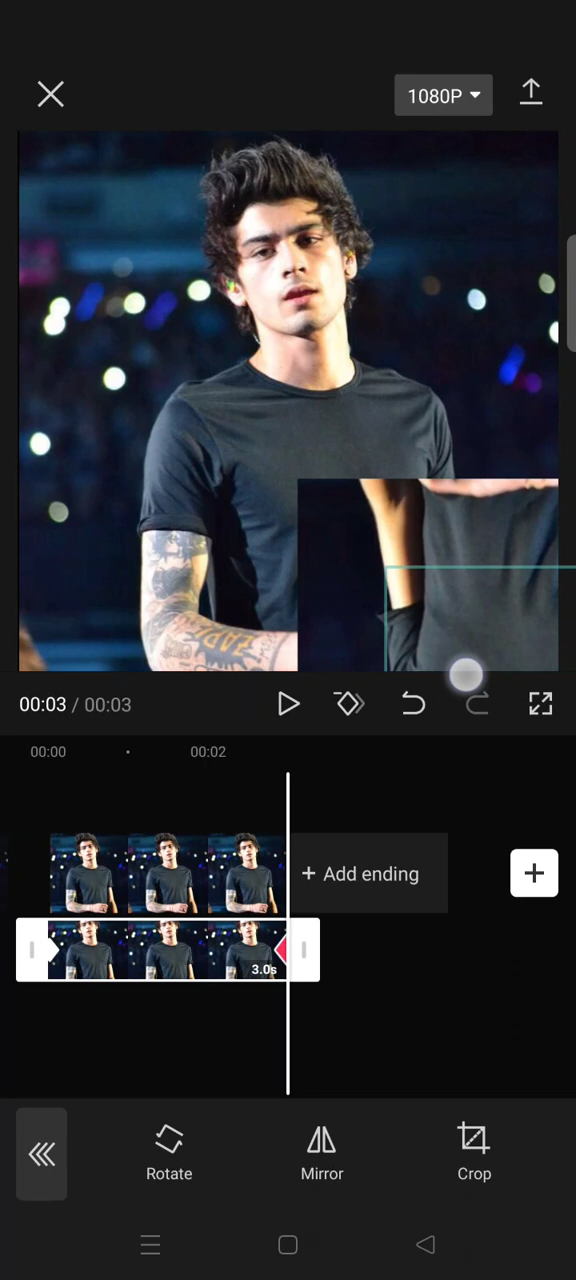 1080P
00:03 / 00:03
00:00
00:02
+ Add ending
3.0s
Rotate
Mirror
Crop